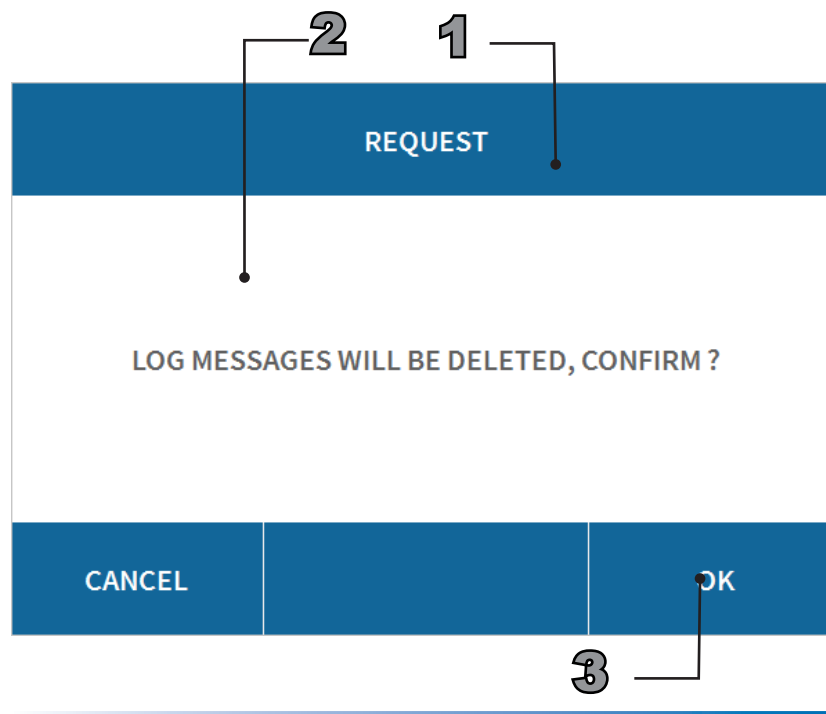 2 1
REQUEST
LOG MESSAGES WILL BE DELETED, CONFIRM ?
CANCEL OK
3